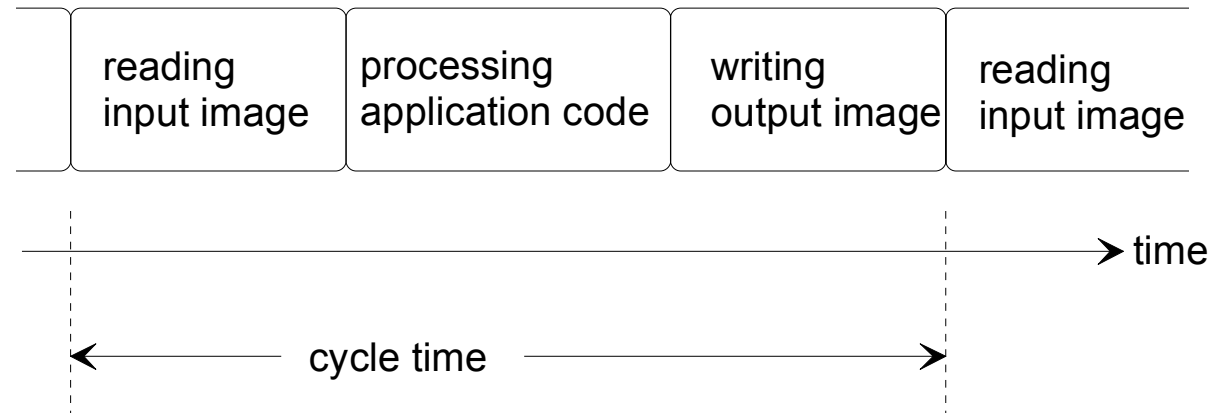 reading
input image
processing
application code
writing
output image
reading
input image
time
cycle time